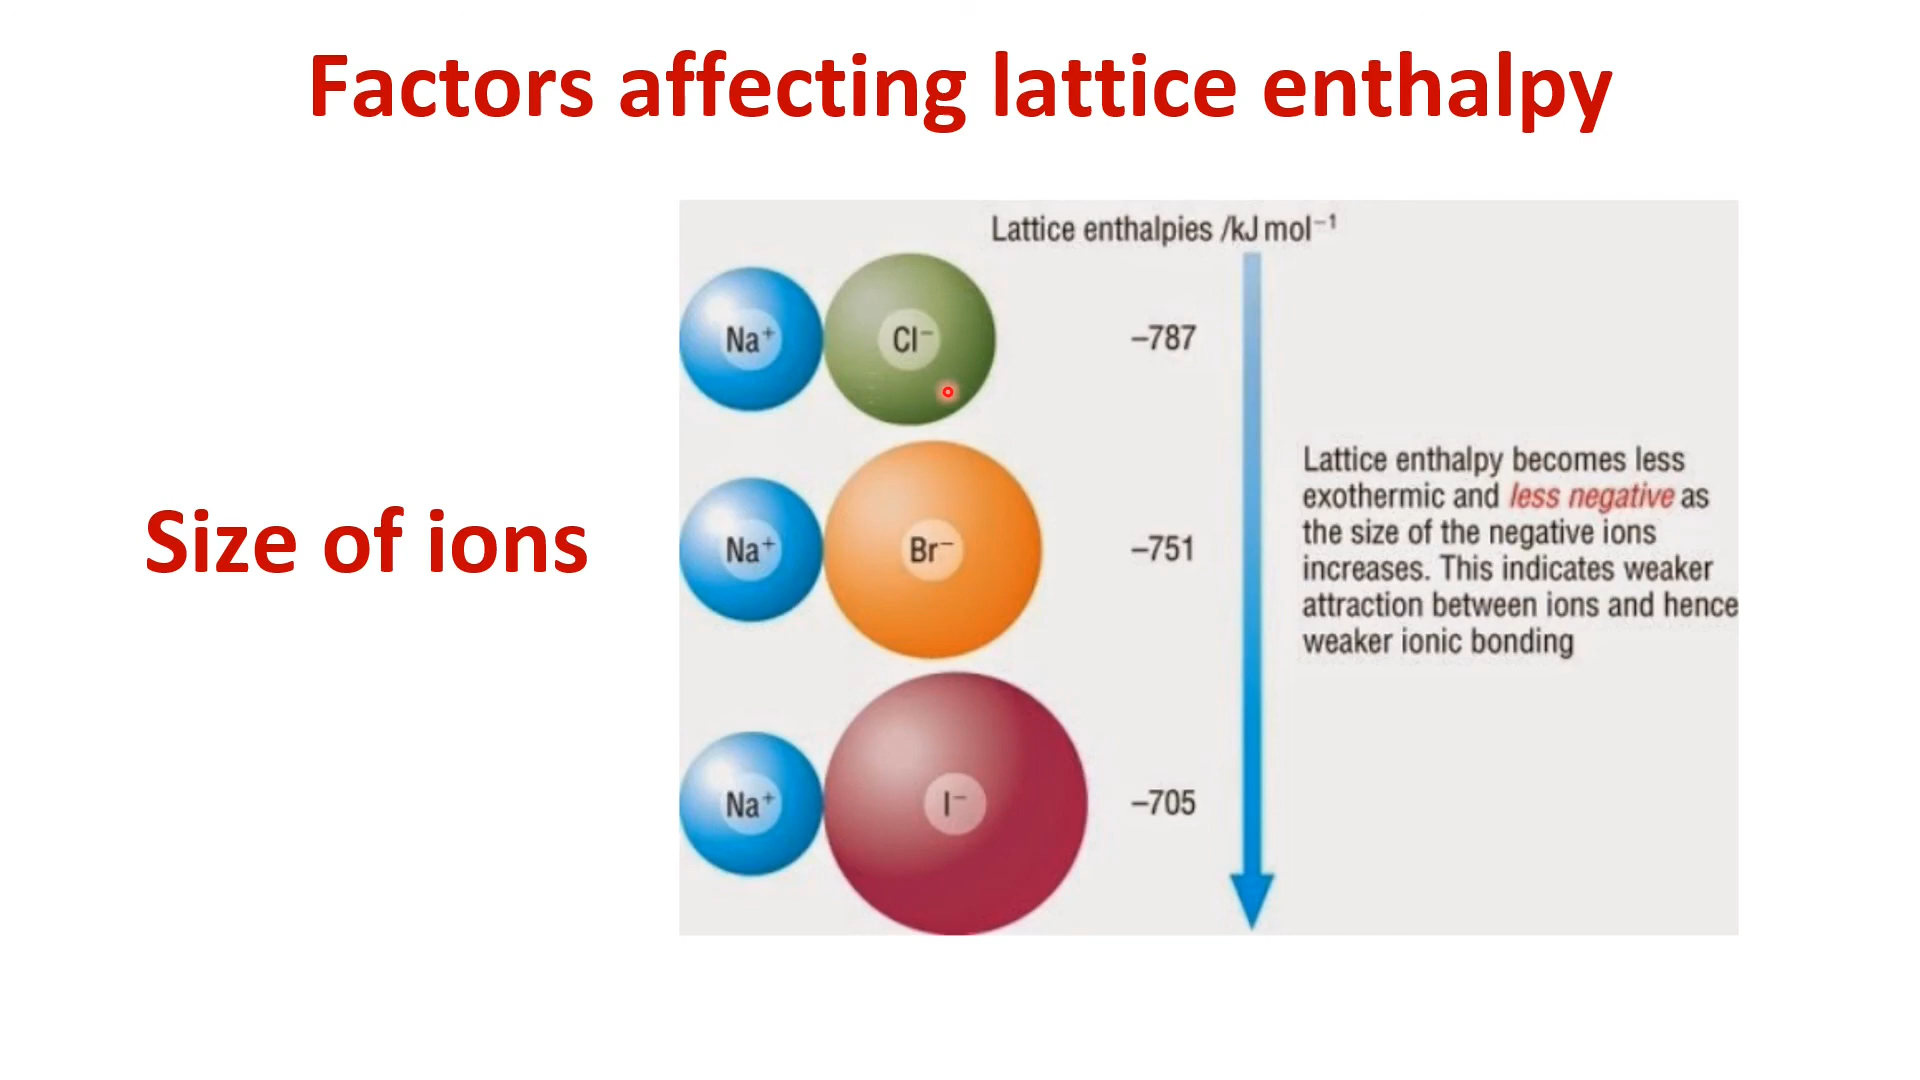 Factors affecting lattice enthalpy
Size of ions
Lattice enthalpies /kJ mol⁻¹
Na⁺ Cl⁻ –787
Na⁺ Br⁻ –751
Na⁺ I⁻ –705
Lattice enthalpy becomes less
exothermic and less negative as
the size of the negative ions
increases. This indicates weaker
attraction between ions and hence
weaker ionic bonding